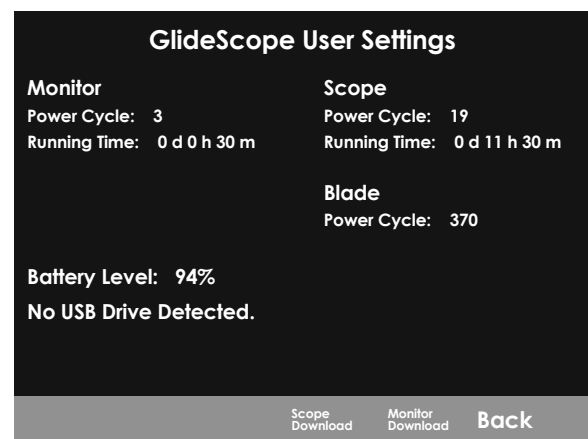 GlideScope User Settings
Monitor
Power Cycle: 3
Running Time: 0 d 0 h 30 m
Scope
Power Cycle: 19
Running Time: 0 d 11 h 30 m
Blade
Power Cycle: 370
Battery Level: 94%
No USB Drive Detected.
Scope
Download
Monitor
Download
Back